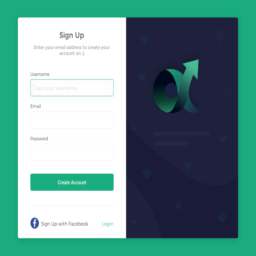 Sign Up
Enter your email address to create your
account on :)
Username
Type your username
Email
Password
Create Account
Sign Up with Facebook
Login